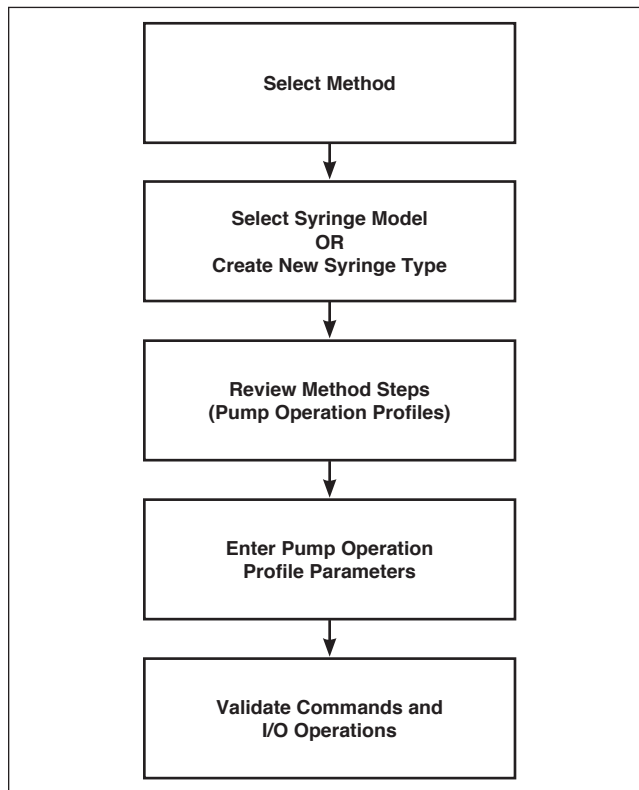 Select Method
Select Syringe Model
OR
Create New Syringe Type
Review Method Steps
(Pump Operation Profiles)
Enter Pump Operation
Profile Parameters
Validate Commands and
I/O Operations